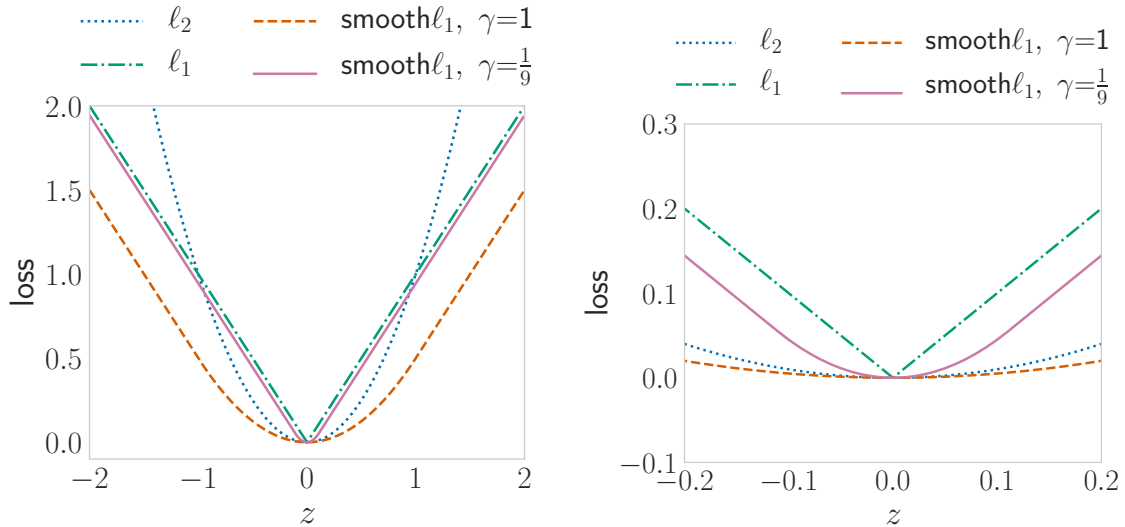 ℓ₂ smoothℓ₁, γ=1
ℓ₁ smoothℓ₁, γ=1/9
2.0
1.5
1.0
0.5
0.0
loss
−2 −1 0 1 2
z
ℓ₂ smoothℓ₁, γ=1
ℓ₁ smoothℓ₁, γ=1/9
0.3
0.2
0.1
0.0
−0.1
loss
−0.2 −0.1 0.0 0.1 0.2
z